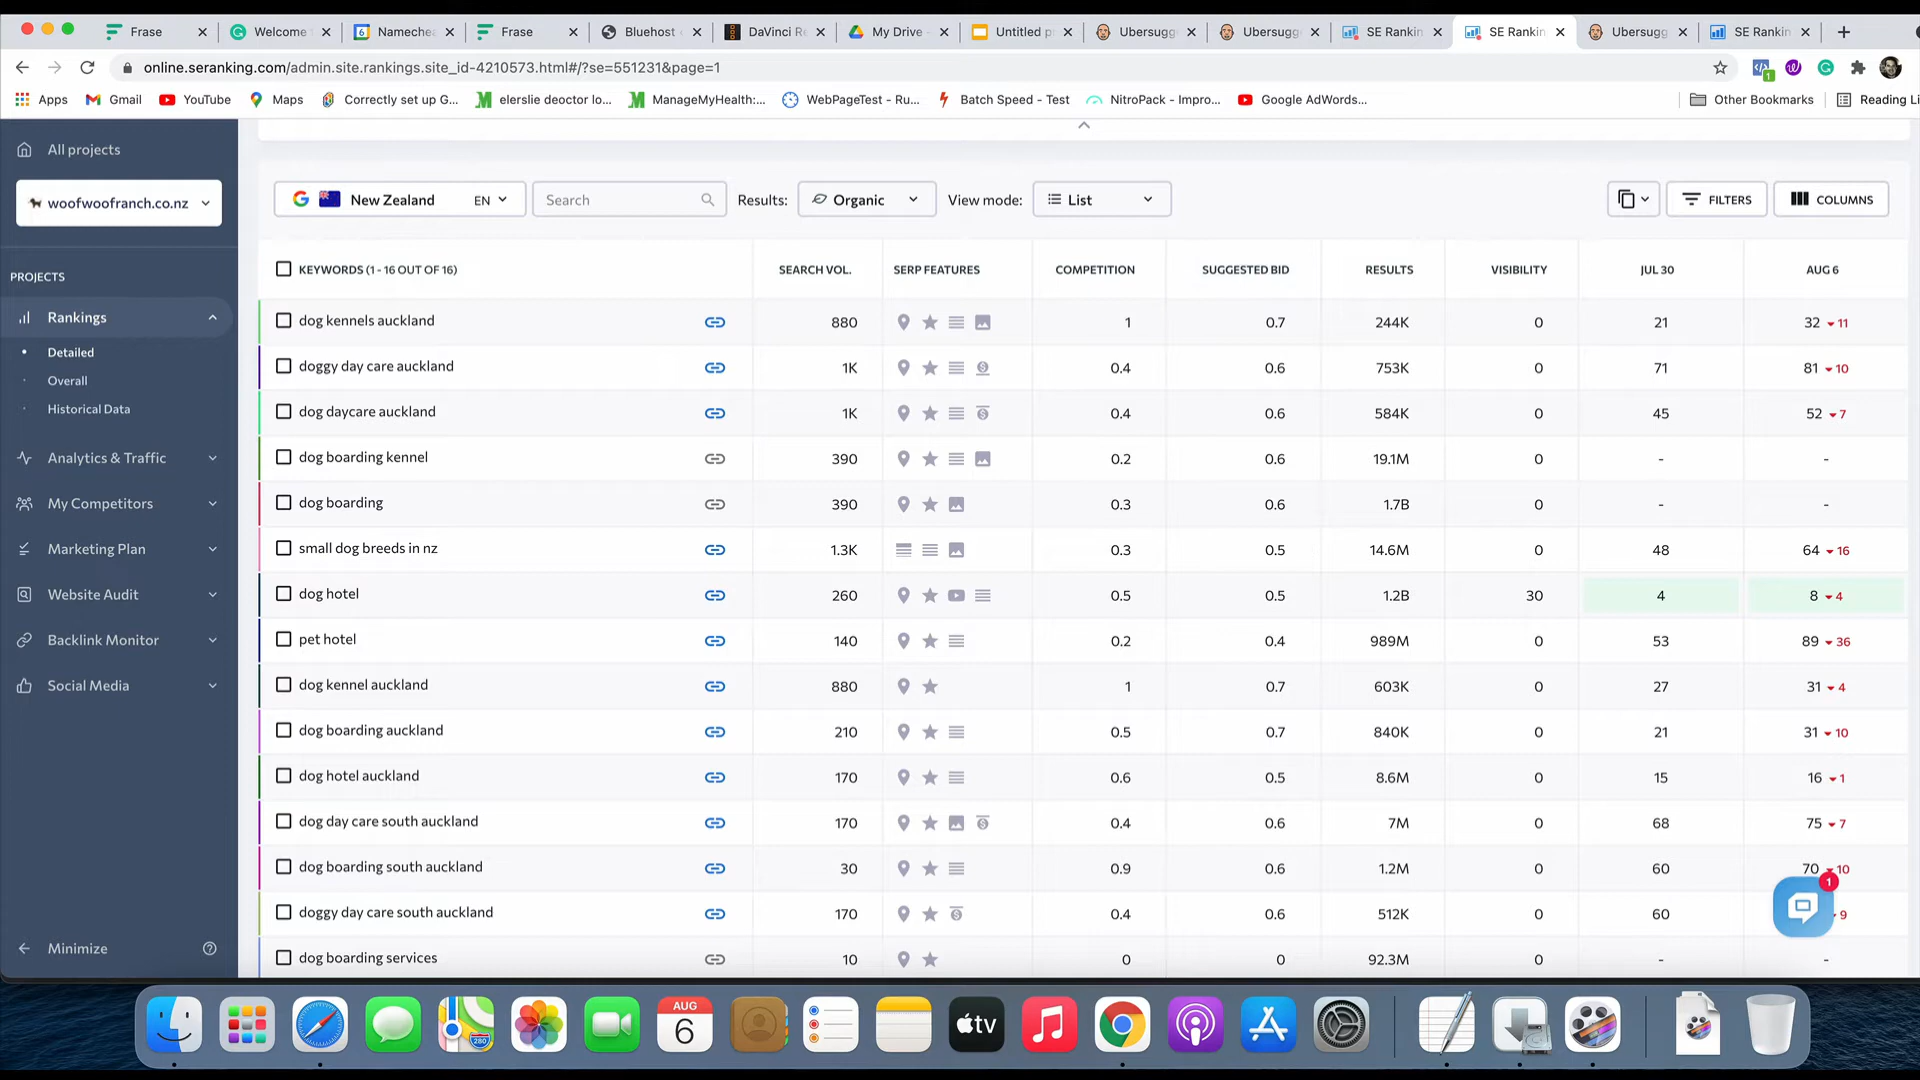 Frase
Welcome
Nameche
Frase
Bluehost
DaVinci R
My Drive -
Untitled p
Ubersugg
Ubersugg
SE Rankin
SE Rankin
Ubersugg
SE Rankin
online.seranking.com/admin.site.rankings.site_id-4210573.html#/?se=551231&page=1
1
Apps
Gmail
YouTube
Maps
Correctly set up G...
elerslie deoctor lo...
ManageMyHealth:...
WebPageTest - Ru...
Batch Speed - Test
NitroPack - Impro...
Google AdWords...
Other Bookmarks
Reading Li
All projects
woofwoofranch.co.nz
PROJECTS
Rankings
Detailed
Overall
Historical Data
Analytics & Traffic
My Competitors
Marketing Plan
Website Audit
Backlink Monitor
Social Media
Minimize
?
New Zealand EN
Search
Results: Organic
View mode: List
FILTERS
COLUMNS
KEYWORDS (1 - 16 OUT OF 16) SEARCH VOL. SERP FEATURES COMPETITION SUGGESTED BID RESULTS VISIBILITY JUL 30 AUG 6
dog kennels auckland 880 1 0.7 244K 0 21 32 11
doggy day care auckland 1K 0.4 0.6 753K 0 71 81 10
dog daycare auckland 1K 0.4 0.6 584K 0 45 52 7
dog boarding kennel 390 0.2 0.6 19.1M 0 - -
dog boarding 390 0.3 0.6 1.7B 0 - -
small dog breeds in nz 1.3K 0.3 0.5 14.6M 0 48 64 16
dog hotel 260 0.5 0.5 1.2B 30 4 8 4
pet hotel 140 0.2 0.4 989M 0 53 89 36
dog kennel auckland 880 1 0.7 603K 0 27 31 4
dog boarding auckland 210 0.5 0.7 840K 0 21 31 10
dog hotel auckland 170 0.6 0.5 8.6M 0 15 16 1
dog day care south auckland 170 0.4 0.6 7M 0 68 75 7
dog boarding south auckland 30 0.9 0.6 1.2M 0 60 70 10
1
doggy day care south auckland 170 0.4 0.6 512K 0 60 9
dog boarding services 10 0 0 92.3M 0 - -
AUG
6
280
tv